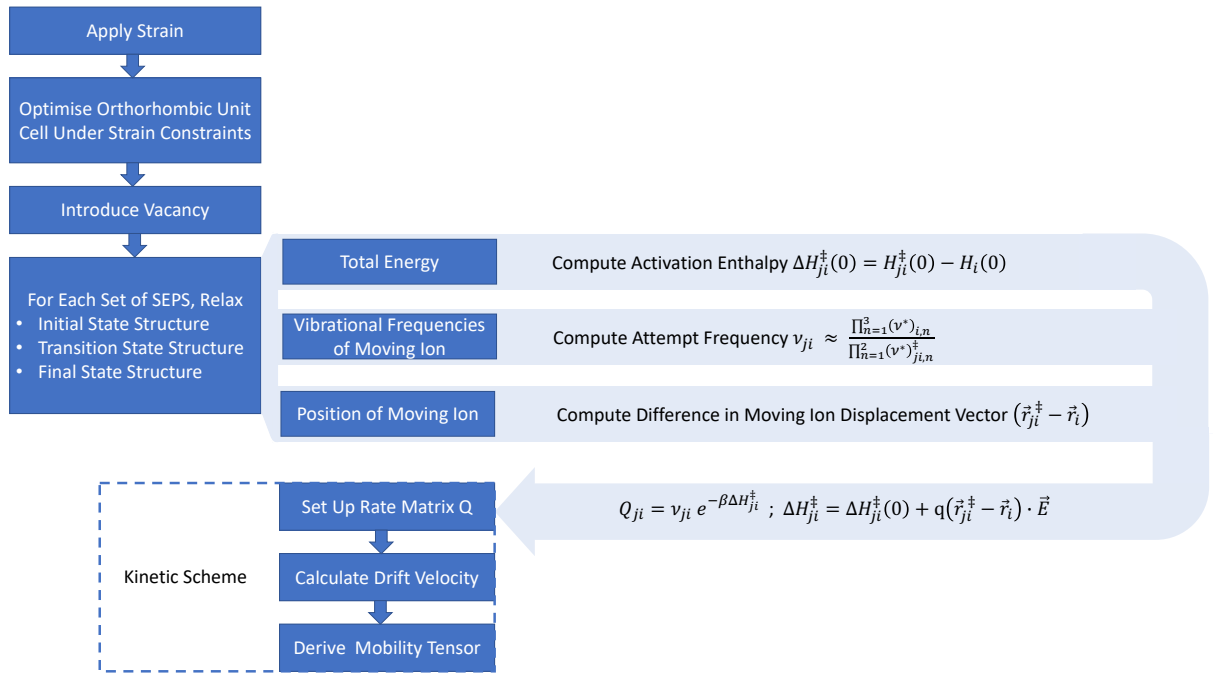 Apply Strain
Optimise Orthorhombic Unit
Cell Under Strain Constraints
Introduce Vacancy
For Each Set of SEPS, Relax
• Initial State Structure
• Transition State Structure
• Final State Structure
Total Energy
Compute Activation Enthalpy ΔH‡ji(0) = H‡ji(0) − Hi(0)
Vibrational Frequencies
of Moving Ion
Compute Attempt Frequency νji ≈ ∏³n=1(ν*)i,n / ∏²n=1(ν*)‡ji,n
Position of Moving Ion
Compute Difference in Moving Ion Displacement Vector (r⃗‡ji − r⃗i)
Set Up Rate Matrix Q
Qji = νji e^(−βΔH‡ji) ; ΔH‡ji = ΔH‡ji(0) + q(r⃗‡ji − r⃗i) · E⃗
Kinetic Scheme
Calculate Drift Velocity
Derive Mobility Tensor